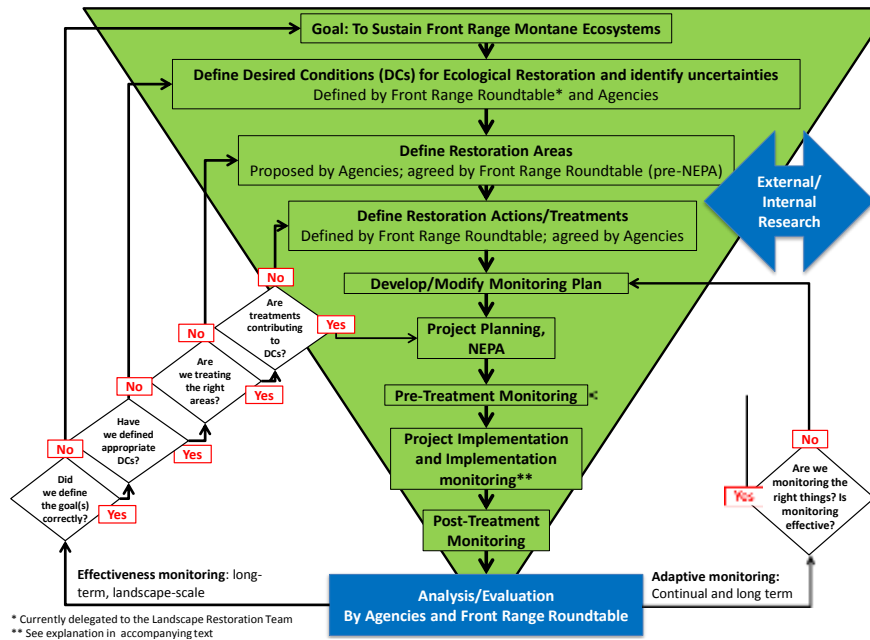 Goal: To Sustain Front Range Montane Ecosystems
Define Desired Conditions (DCs) for Ecological Restoration and identify uncertainties
Defined by Front Range Roundtable* and Agencies
Define Restoration Areas
Proposed by Agencies; agreed by Front Range Roundtable (pre-NEPA)
External/
Internal
Research
Define Restoration Actions/Treatments
Defined by Front Range Roundtable; agreed by Agencies
Develop/Modify Monitoring Plan
Project Planning,
NEPA
Pre-Treatment Monitoring
Project Implementation
and Implementation
monitoring**
Post-Treatment
Monitoring
Analysis/Evaluation
By Agencies and Front Range Roundtable
No
Are
treatments
contributing
to
DCs?
Yes
No
Are
we treating
the right
areas?
Yes
No
Have
we defined
appropriate
DCs?
Yes
No
Did
we define
the goal(s)
correctly?
Yes
No
Are we
monitoring the
right things? Is
monitoring
effective?
Yes
Effectiveness monitoring: long-
term, landscape-scale
Adaptive monitoring:
Continual and long term
* Currently delegated to the Landscape Restoration Team
** See explanation in accompanying text